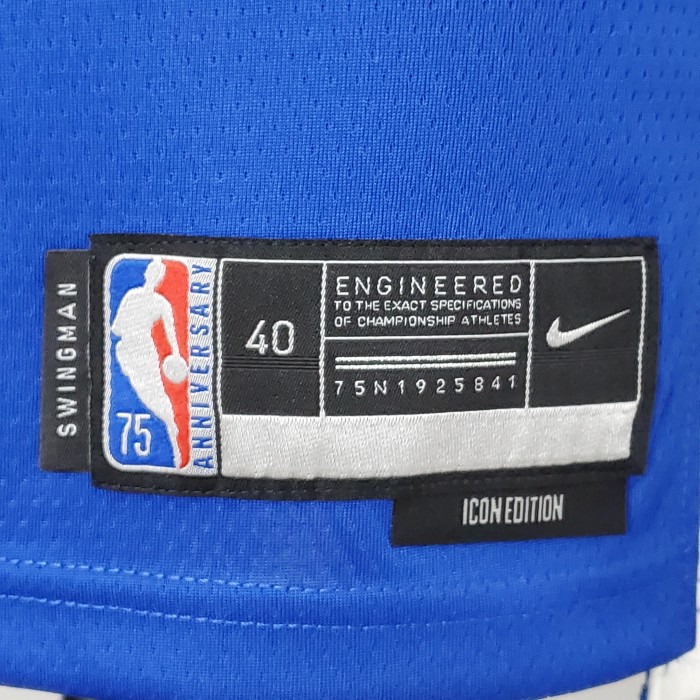 SWINGMAN
75
ANNIVERSARY
40
ENGINEERED
TO THE EXACT SPECIFICATIONS
OF CHAMPIONSHIP ATHLETES
75N1925841
ICON EDITION